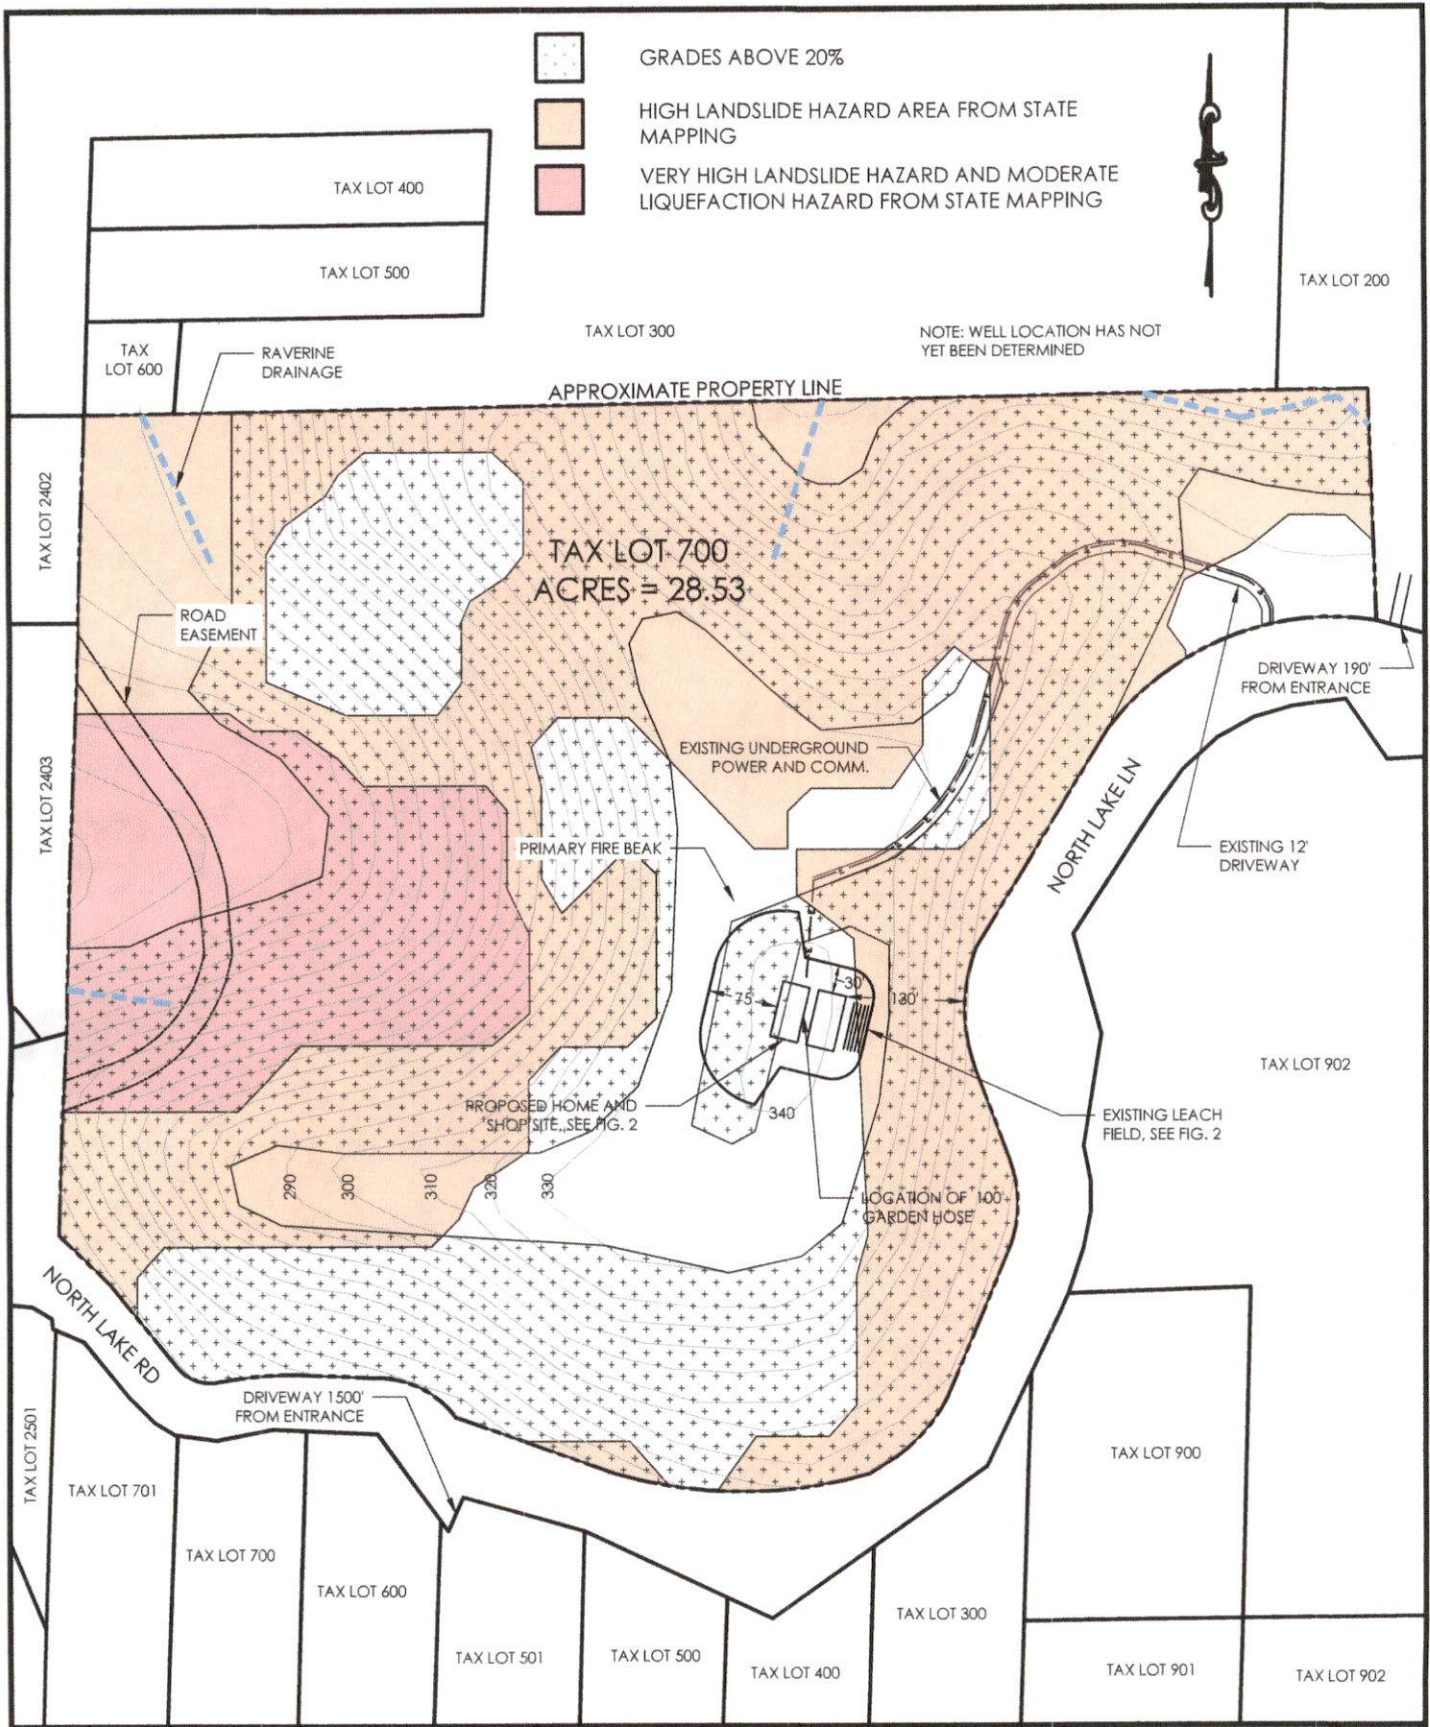 GRADES ABOVE 20%
HIGH LANDSLIDE HAZARD AREA FROM STATE
MAPPING
VERY HIGH LANDSLIDE HAZARD AND MODERATE
LIQUEFACTION HAZARD FROM STATE MAPPING
TAX LOT 400
TAX LOT 500
TAX LOT 200
TAX
LOT 600
RAVERINE
DRAINAGE
TAX LOT 300
NOTE: WELL LOCATION HAS NOT
YET BEEN DETERMINED
APPROXIMATE PROPERTY LINE
TAX LOT 2402
TAX LOT 700
ACRES = 28.53
ROAD
EASEMENT
DRIVEWAY 190'
FROM ENTRANCE
TAX LOT 2403
EXISTING UNDERGROUND
POWER AND COMM.
NORTH LAKE LN
PRIMARY FIRE BEAK
EXISTING 12'
DRIVEWAY
75'
30'
130'
TAX LOT 902
PROPOSED HOME AND
SHOP SITE, SEE FIG. 2
340
EXISTING LEACH
FIELD, SEE FIG. 2
290
300
310
320
330
LOCATION OF 100'
GARDEN HOSE
NORTH LAKE RD
DRIVEWAY 1500'
FROM ENTRANCE
TAX LOT 2501
TAX LOT 701
TAX LOT 700
TAX LOT 600
TAX LOT 501
TAX LOT 500
TAX LOT 400
TAX LOT 300
TAX LOT 900
TAX LOT 901
TAX LOT 902